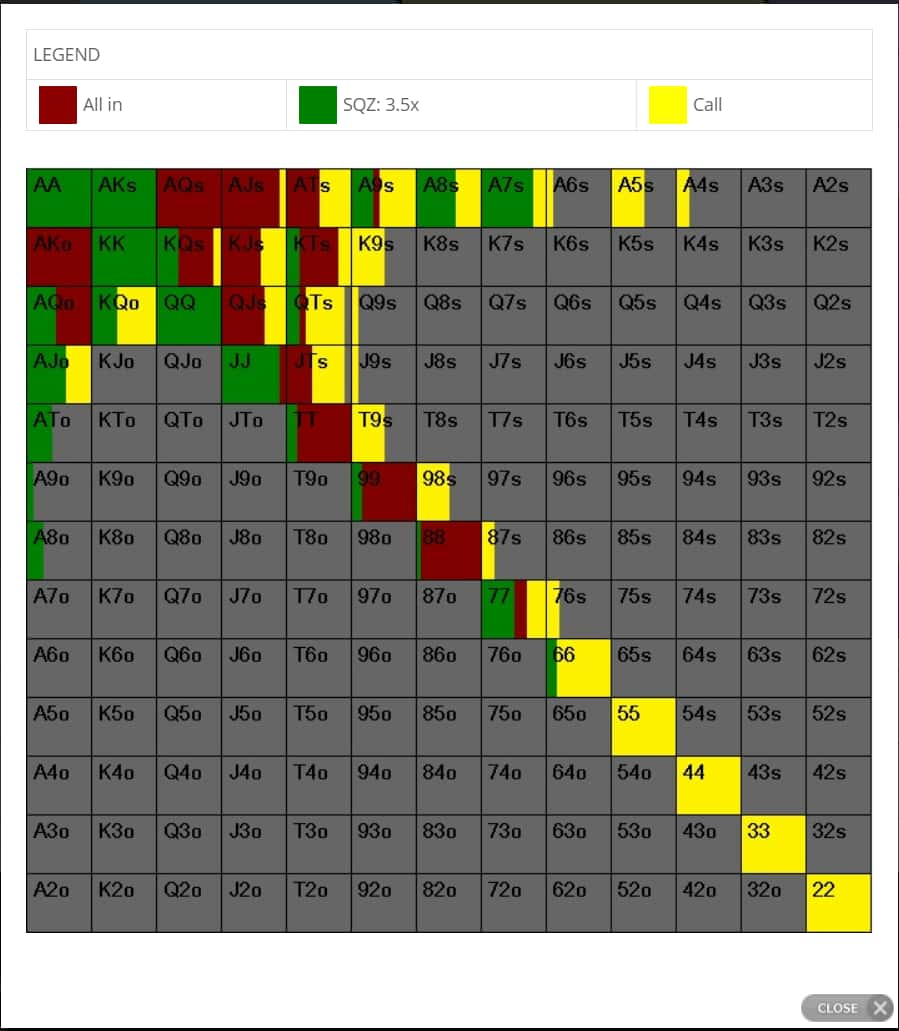 LEGEND
All in SQZ: 3.5x Call
AA AKs AQs AJs ATs A9s A8s A7s A6s A5s A4s A3s A2s
AKo KK KQs KJs KTs K9s K8s K7s K6s K5s K4s K3s K2s
AQo KQo QQ QJs QTs Q9s Q8s Q7s Q6s Q5s Q4s Q3s Q2s
AJo KJo QJo JJ JTs J9s J8s J7s J6s J5s J4s J3s J2s
ATo KTo QTo JTo TT T9s T8s T7s T6s T5s T4s T3s T2s
A9o K9o Q9o J9o T9o 99 98s 97s 96s 95s 94s 93s 92s
A8o K8o Q8o J8o T8o 98o 88 87s 86s 85s 84s 83s 82s
A7o K7o Q7o J7o T7o 97o 87o 77 76s 75s 74s 73s 72s
A6o K6o Q6o J6o T6o 96o 86o 76o 66 65s 64s 63s 62s
A5o K5o Q5o J5o T5o 95o 85o 75o 65o 55 54s 53s 52s
A4o K4o Q4o J4o T4o 94o 84o 74o 64o 54o 44 43s 42s
A3o K3o Q3o J3o T3o 93o 83o 73o 63o 53o 43o 33 32s
A2o K2o Q2o J2o T2o 92o 82o 72o 62o 52o 42o 32o 22
CLOSE